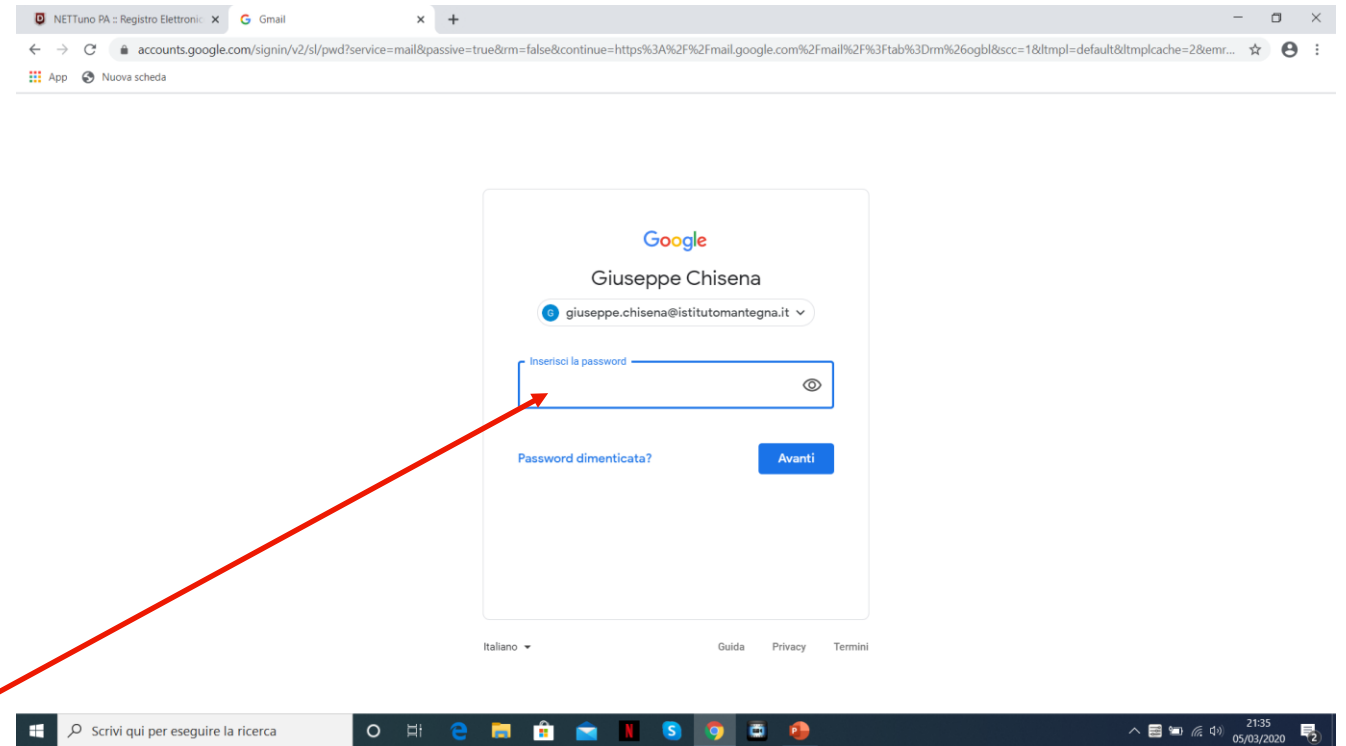 NETTuno PA :: Registro Elettronic
Gmail
accounts.google.com/signin/v2/sl/pwd?service=mail&passive=true&rm=false&continue=https%3A%2F%2Fmail.google.com%2Fmail%2F%3Ftab%3Drm%26ogbl&scc=1&ltmpl=default&ltmplcache=2&emr...
App
Nuova scheda
Google
Giuseppe Chisena
G giuseppe.chisena@istitutomantegna.it
Inserisci la password
Password dimenticata?
Avanti
Italiano
Guida
Privacy
Termini
Scrivi qui per eseguire la ricerca
N
S
P
21:35
05/03/2020
2